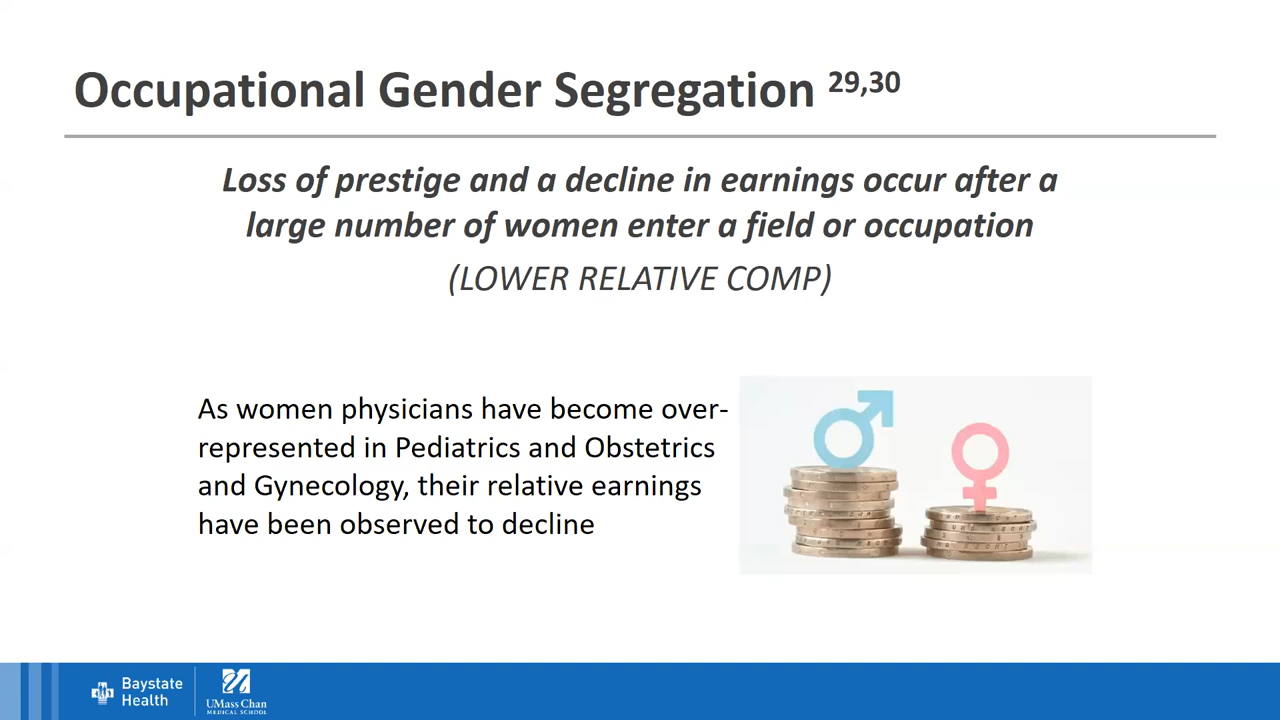 Occupational Gender Segregation 29,30
Loss of prestige and a decline in earnings occur after a
large number of women enter a field or occupation
(LOWER RELATIVE COMP)
As women physicians have become over-
represented in Pediatrics and Obstetrics
and Gynecology, their relative earnings
have been observed to decline
Baystate
Health
UMass Chan
MEDICAL SCHOOL